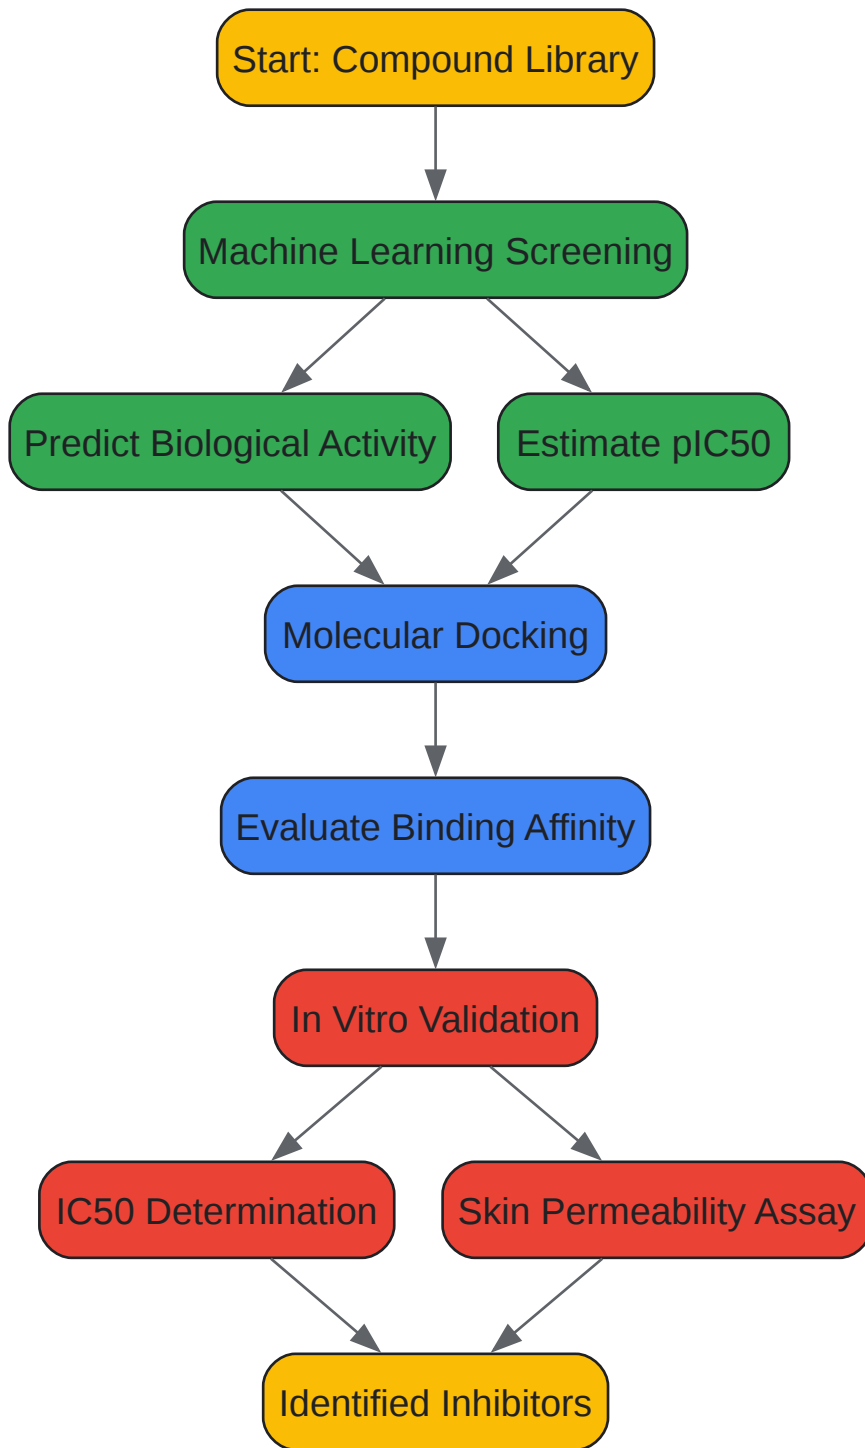 Start: Compound Library
Machine Learning Screening
Predict Biological Activity
Estimate pIC50
Molecular Docking
Evaluate Binding Affinity
In Vitro Validation
IC50 Determination
Skin Permeability Assay
Identified Inhibitors